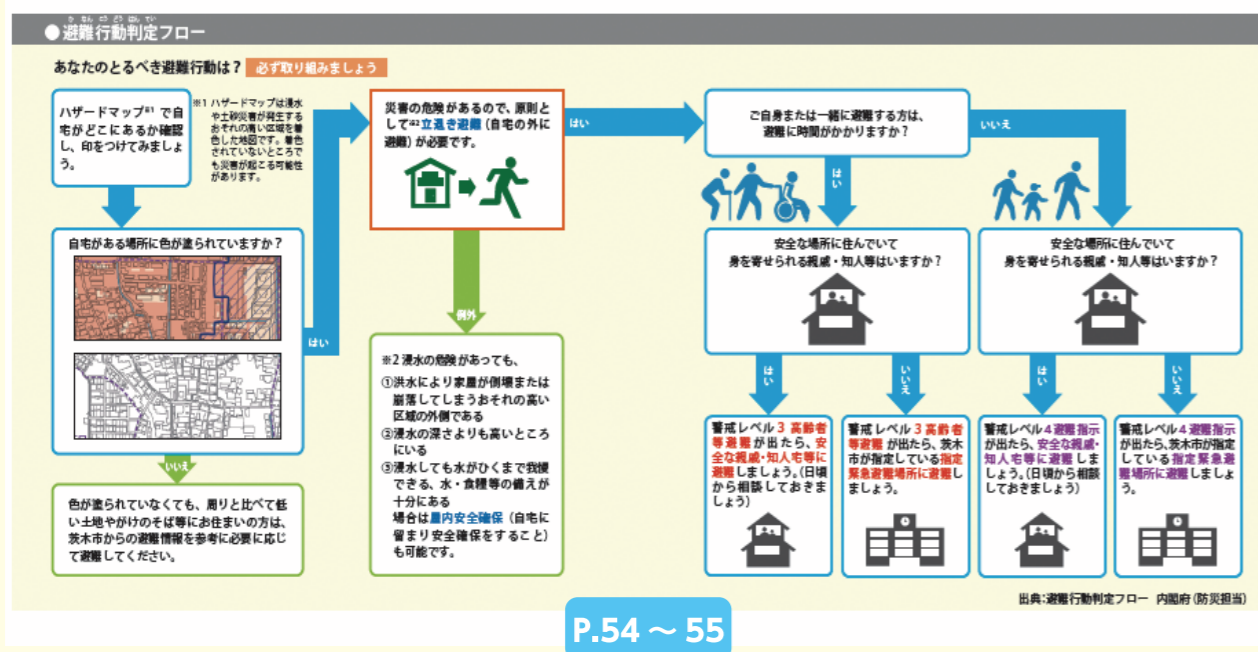 ●避難行動判定フロー
ひなんこうどうはんてい
あなたのとるべき避難行動は？ 必ず取り組みましょう
ハザードマップ※1 で自
宅がどこにあるか確認
し、印をつけてみましょ
う。
※1 ハザードマップは浸水
や土砂災害が発生する
おそれの高い区域を着
色した地図です。着色
されていないところで
も災害が起こる可能性
があります。
自宅がある場所に色が塗られていますか？
はい
いいえ
色が塗られていなくても、周りと比べて低
い土地やがけのそば等にお住まいの方は、
茨木市からの避難情報を参考に必要に応じ
て避難してください。
災害の危険があるので、原則と
して※2立退き避難（自宅の外に
避難）が必要です。
はい
例外
※2 浸水の危険があっても、
①洪水により家屋が倒壊または
崩落してしまうおそれの高い
区域の外側である
②浸水の深さよりも高いところ
にいる
③浸水しても水がひくまで我慢
できる、水・食糧等の備えが
十分にある
場合は屋内安全確保（自宅に
留まり安全確保をすること）
も可能です。
ご自身または一緒に避難する方は、
避難に時間がかかりますか？
はい
いいえ
安全な場所に住んでいて
身を寄せられる親戚・知人等はいますか？
はい
いいえ
警戒レベル3 高齢者
等避難が出たら、安
全な親戚・知人宅等に
避難しましょう。（日頃
から相談しておきま
しょう）
警戒レベル3 高齢者
等避難 が出たら、茨木
市が指定している指定
緊急避難場所に避難し
ましょう。
安全な場所に住んでいて
身を寄せられる親戚・知人等はいますか？
はい
いいえ
警戒レベル4 避難指示
が出たら、安全な親戚・
知人宅等に避難しま
しょう。（日頃から相談
しておきましょう）
警戒レベル4 避難指示
が出たら、茨木市が指定
している指定緊急避
難場所に避難しましょ
う。
出典：避難行動判定フロー 内閣府（防災担当）
P.54 ～ 55